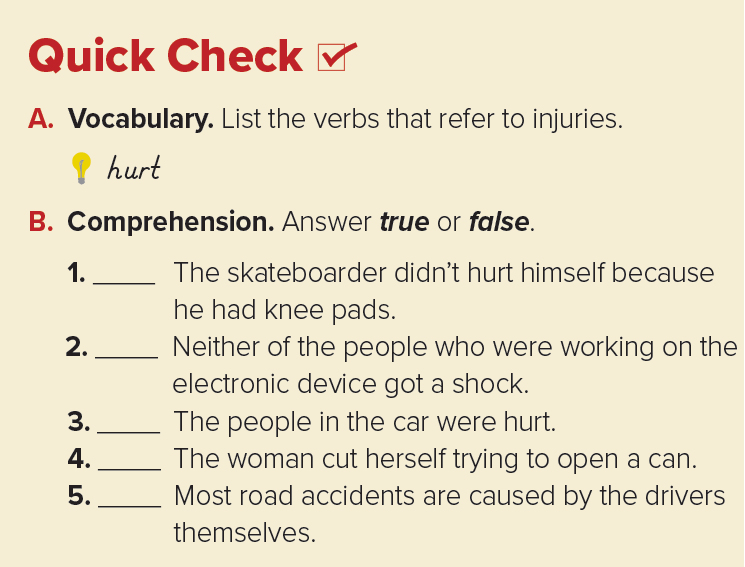 Quick Check
A. Vocabulary. List the verbs that refer to injuries.
hurt
B. Comprehension. Answer true or false.
1. _____ The skateboarder didn’t hurt himself because
he had knee pads.
2. _____ Neither of the people who were working on the
electronic device got a shock.
3. _____ The people in the car were hurt.
4. _____ The woman cut herself trying to open a can.
5. _____ Most road accidents are caused by the drivers
themselves.